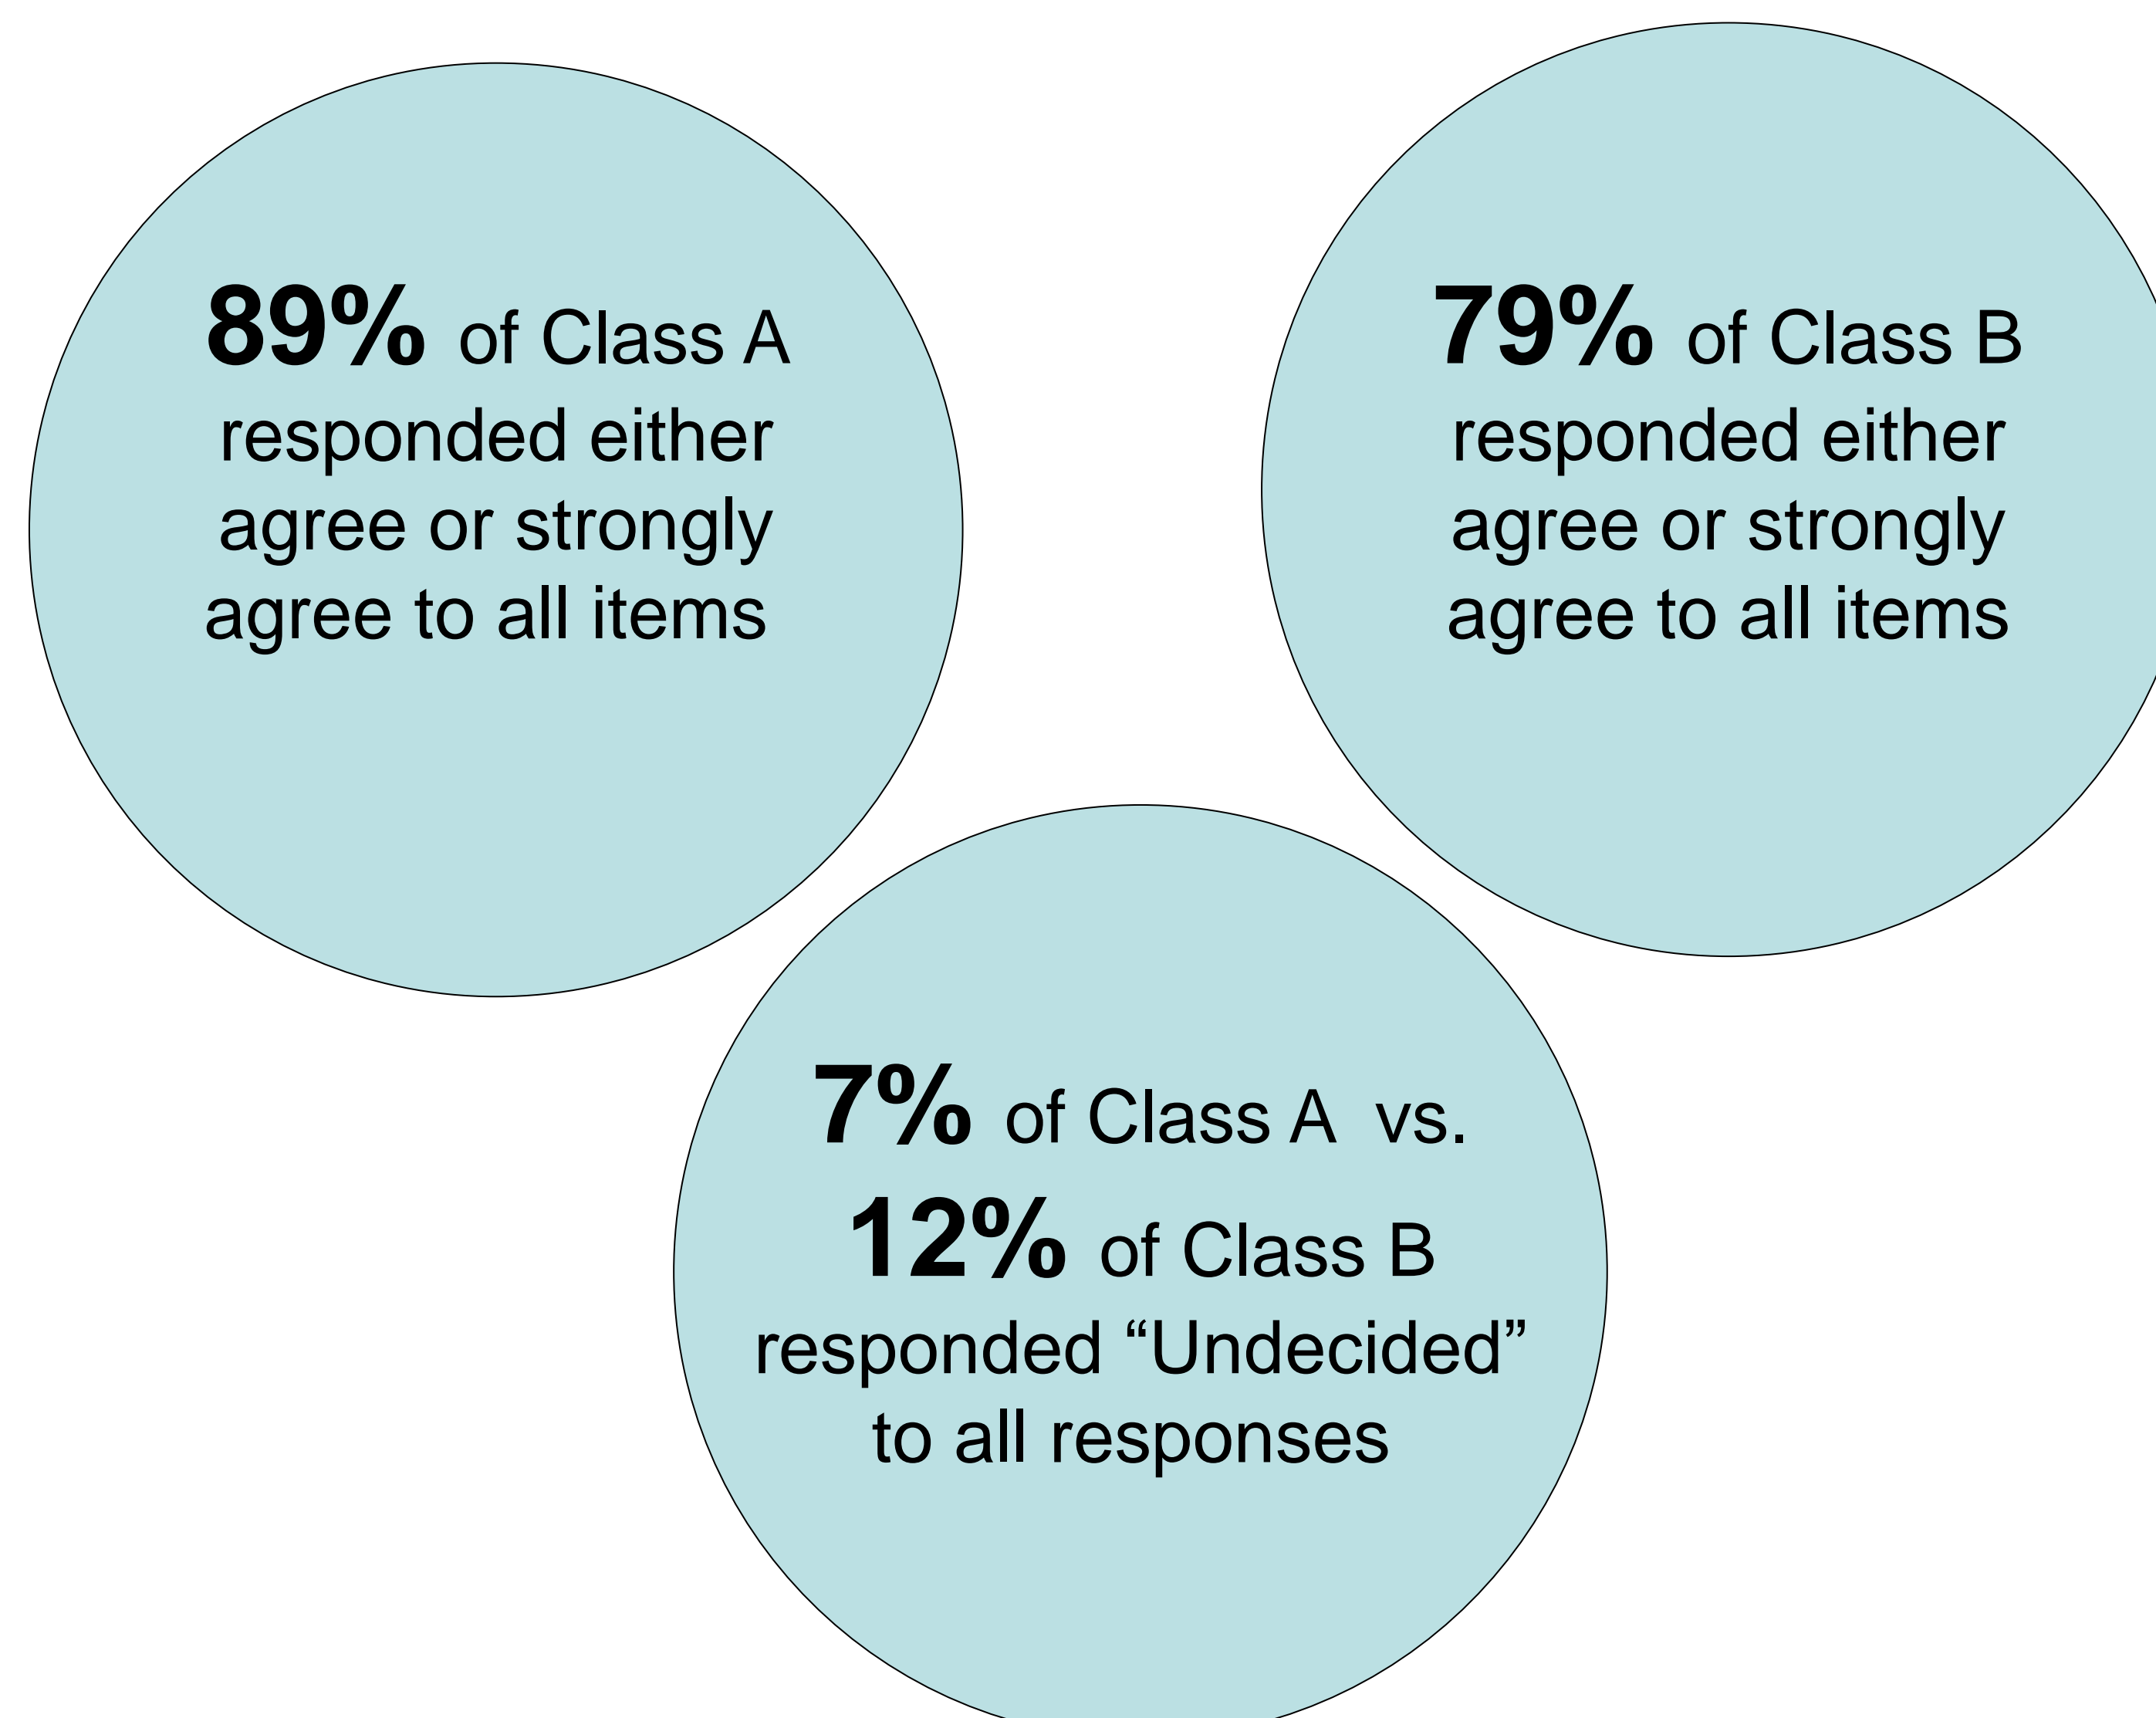 89% of Class A
responded either
agree or strongly
agree to all items
79% of Class B
responded either
agree or strongly
agree to all items
7% of Class A vs.
12% of Class B
responded “Undecided”
to all responses